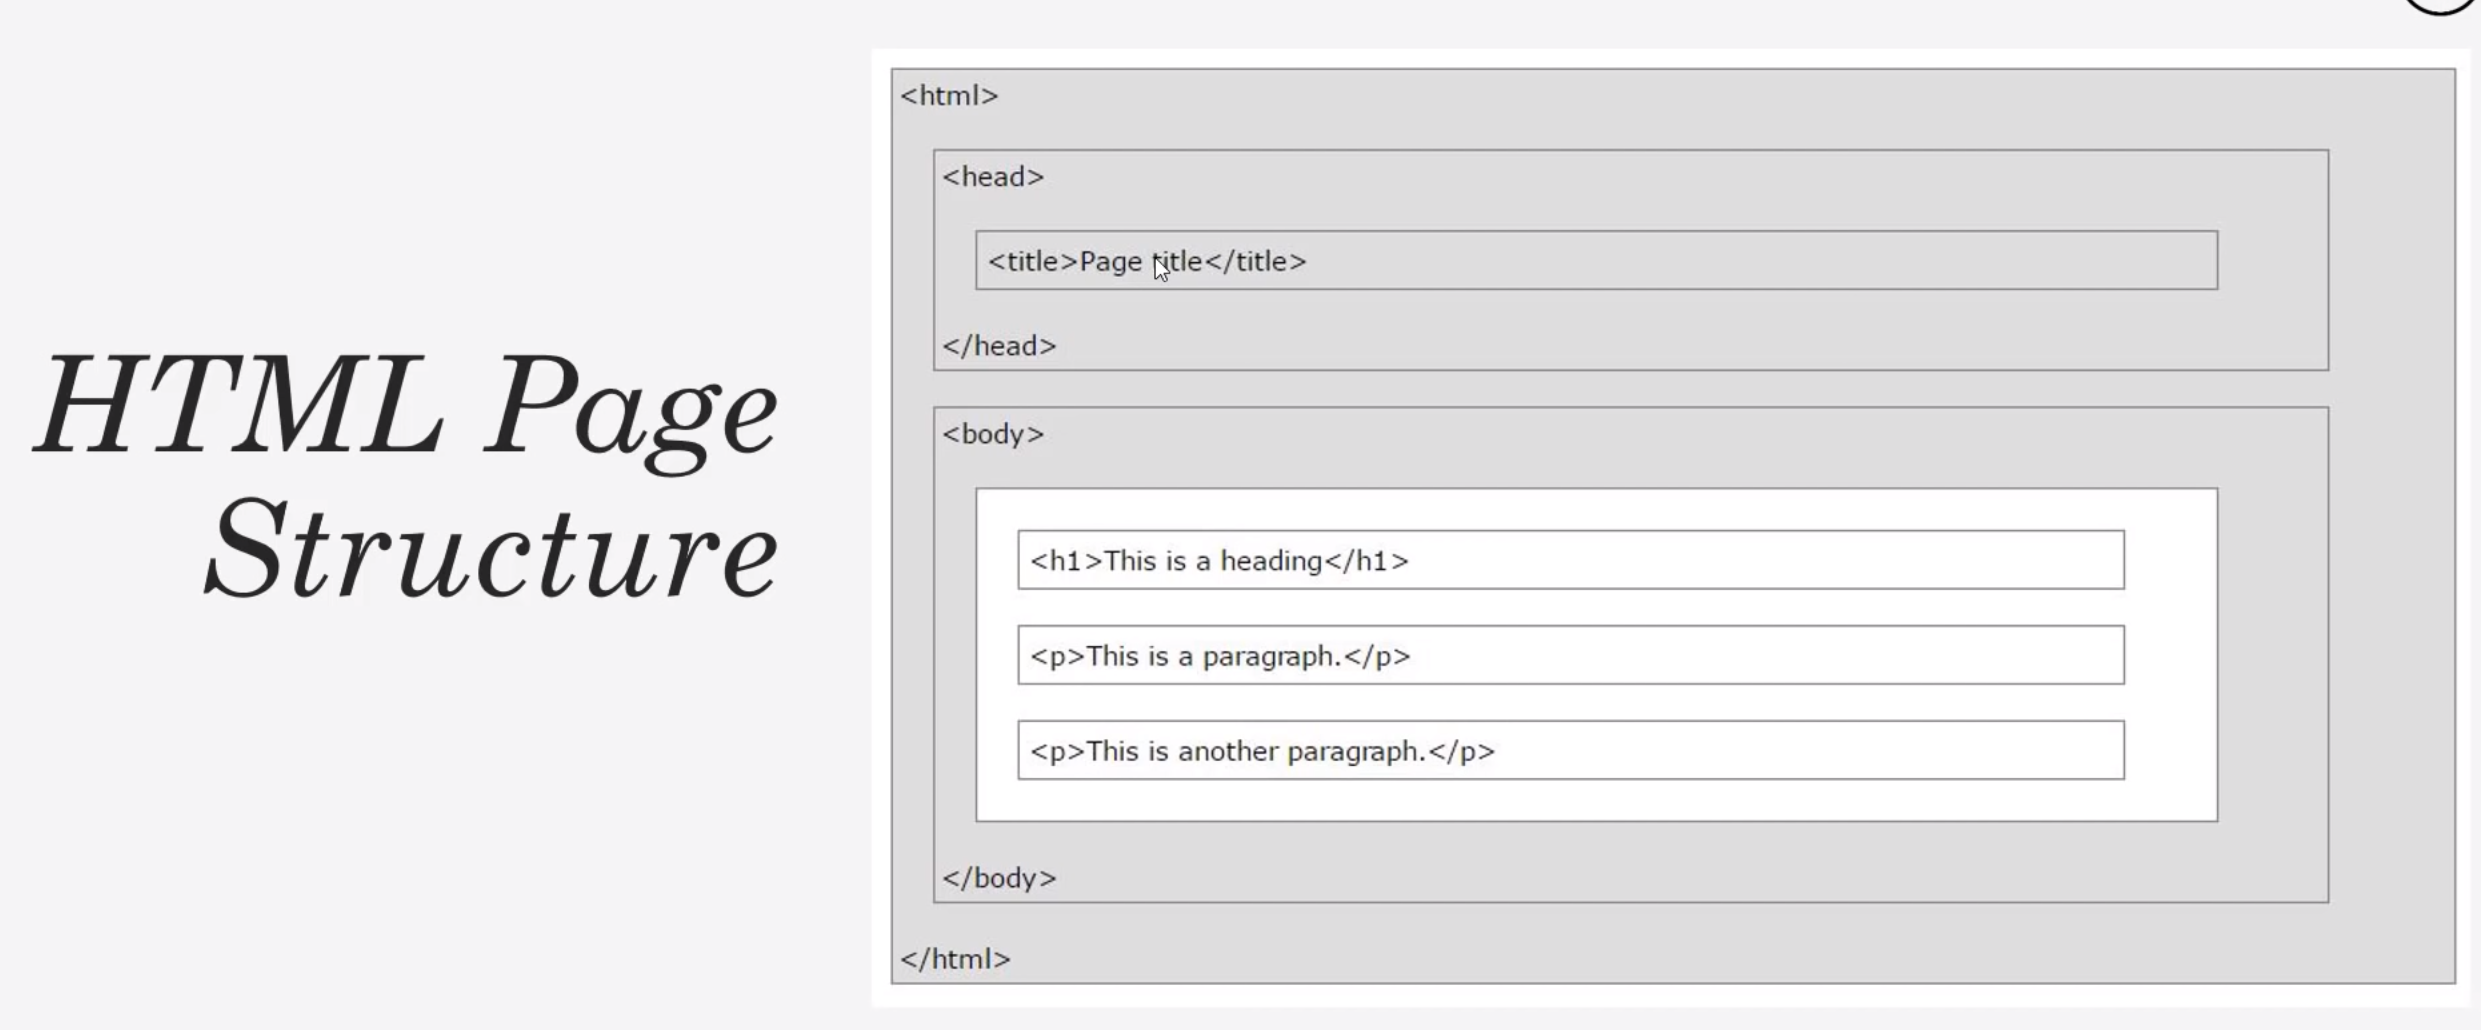 HTML Page
Structure
<html>
<head>
<title>Page title</title>
</head>
<body>
<h1>This is a heading</h1>
<p>This is a paragraph.</p>
<p>This is another paragraph.</p>
</body>
</html>